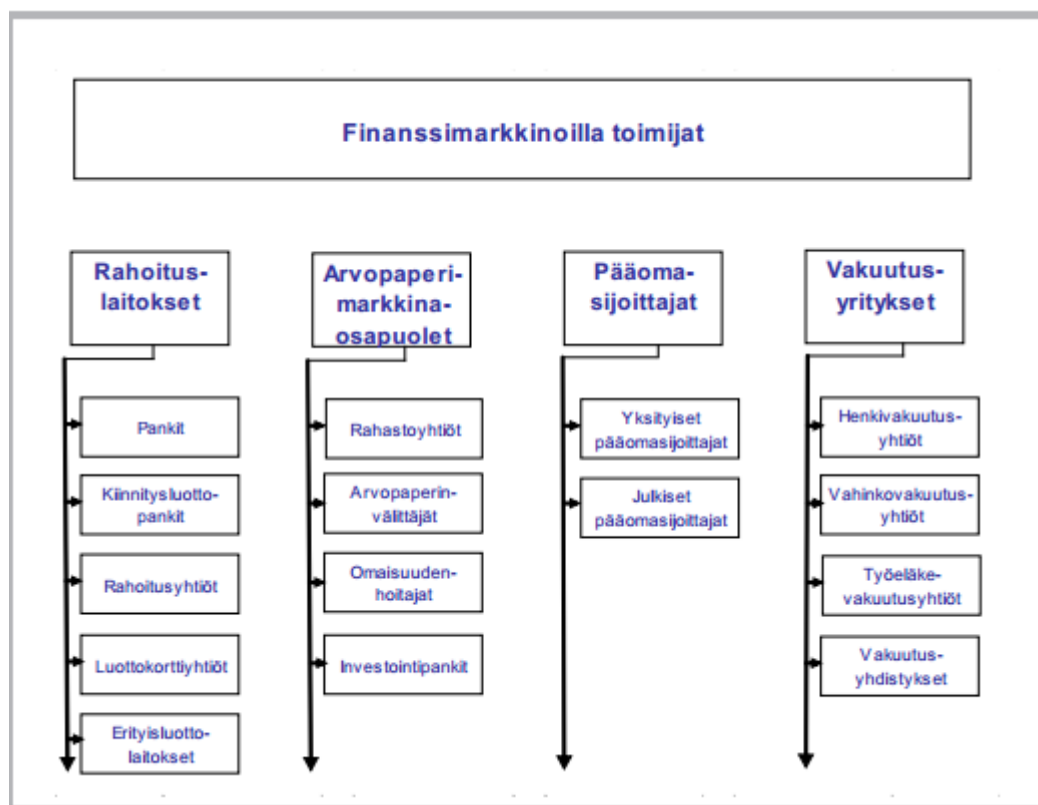 Finanssimarkkinoilla toimijat
Rahoitus-
laitokset
Pankit
Kiinnitysluotto-
pankit
Rahoitusyhtiöt
Luottokorttiyhtiöt
Erityisluotto-
laitokset
Arvopaperi-
markkina-
osapuolet
Rahastoyhtiöt
Arvopaperin-
välittäjät
Omaisuuden-
hoitajat
Investointipankit
Pääoma-
sijoittajat
Yksityiset
pääomasijoittajat
Julkiset
pääomasijoittajat
Vakuutus-
yritykset
Henkivakuutus-
yhtiöt
Vahinkovakuutus-
yhtiöt
Työeläke-
vakuutusyhtiöt
Vakuutus-
yhdistykset